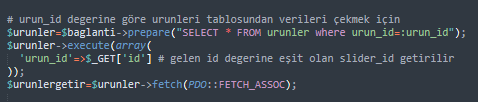 # urun_id degerine göre urunleri tablosundan verileri çekmek için
$urunler=$baglanti->prepare("SELECT * FROM urunler where urun_id=:urun_id");
$urunler->execute(array(
'urun_id'=>$_GET['id'] # gelen id degerine eşit olan slider_id getirilir
));
$urunlergetir=$urunler->fetch(PDO::FETCH_ASSOC);